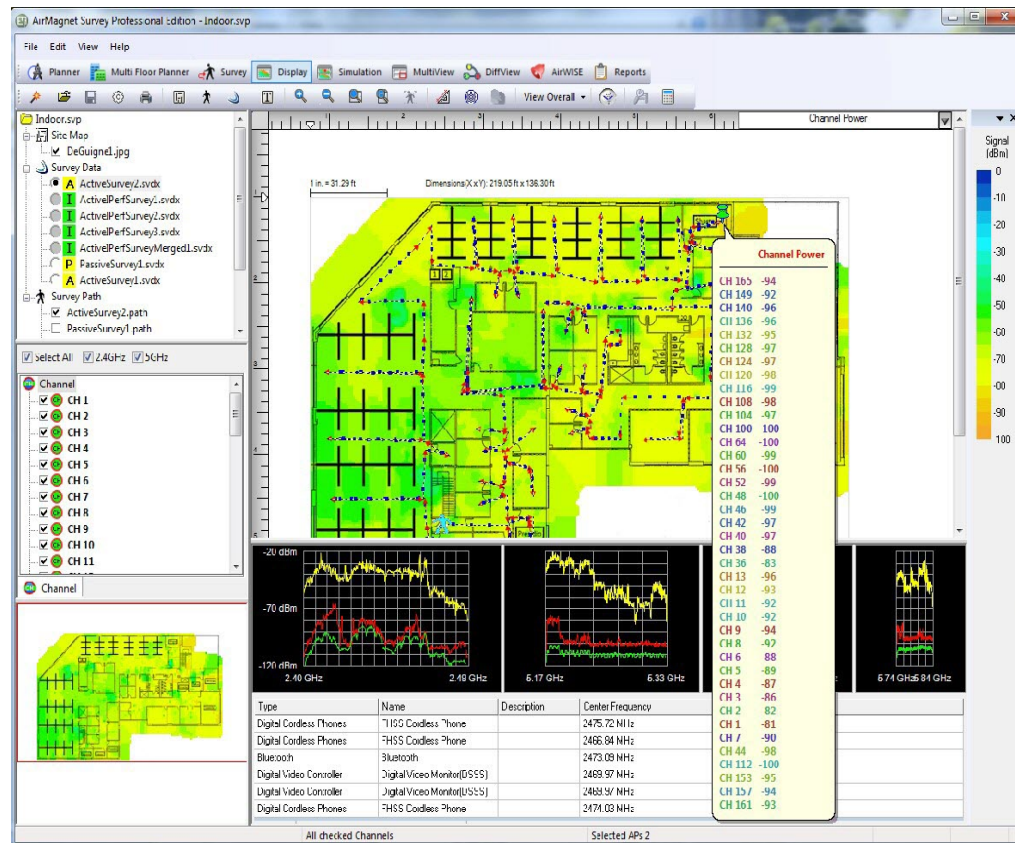 AirMagnet Survey Professional Edition - Indoor.svp
File Edit View Help
Planner Multi Floor Planner Survey Display Simulation MultiView DiffView AirWISE Reports
View Overall
Indoor.svp
Site Map
DeGuigne1.jpg
Survey Data
A ActiveSurvey2.svdx
I ActiveIPerfSurvey1.svdx
I ActiveIPerfSurvey2.svdx
I ActiveIPerfSurvey3.svdx
I ActiveIPerfSurveyMerged1.svdx
P PassiveSurvey1.svdx
A ActiveSurvey1.svdx
Survey Path
ActiveSurvey2.path
PassiveSurvey1.path
Select All 2.4GHz 5GHz
Channel
CH 1
CH 2
CH 3
CH 4
CH 5
CH 6
CH 7
CH 8
CH 9
CH 10
CH 11
Channel
Channel Power
1 in. = 31.29 ft
Dimensions(X x Y): 219.05 ft x 136.30 ft
1 2
Signal
(dBm)
0
-10
-20
-30
-40
-50
-60
-70
-80
-90
100
Channel Power
CH 165 -94
CH 149 -92
CH 140 -96
CH 136 -96
CH 132 -95
CH 128 -97
CH 124 -97
CH 120 -98
CH 116 -99
CH 108 -98
CH 104 -97
CH 100 100
CH 64 -100
CH 60 -99
CH 56 -100
CH 52 -99
CH 48 -100
CH 46 -99
CH 42 -97
CH 40 -97
CH 38 -88
CH 36 -83
CH 13 -96
CH 12 -93
CH 11 -92
CH 10 -92
CH 9 -94
CH 8 -92
CH 6 88
CH 5 -89
CH 4 -87
CH 3 -86
CH 2 82
CH 1 -81
CH 7 -90
CH 44 -98
CH 112 -100
CH 153 -95
CH 157 -94
CH 161 -93
-20 dBm
-70 dBm
-120 dBm
2.40 GHz 2.49 GHz
5.17 GHz 5.33 GHz
5.74 GHz 5.84 GHz
Type Name Description Center Frequency
Digital Cordless Phones FHSS Cordless Phone 2475.72 MHz
Digital Cordless Phones FHSS Cordless Phone 2466.84 MHz
Bluetooth Bluetooth 2473.09 MHz
Digital Video Controller Digital Video Monitor(DSSS) 2469.97 MHz
Digital Video Controller Digital Video Monitor(DSSS) 2469.97 MHz
Digital Cordless Phones FHSS Cordless Phone 2474.03 MHz
All checked Channels Selected APs 2